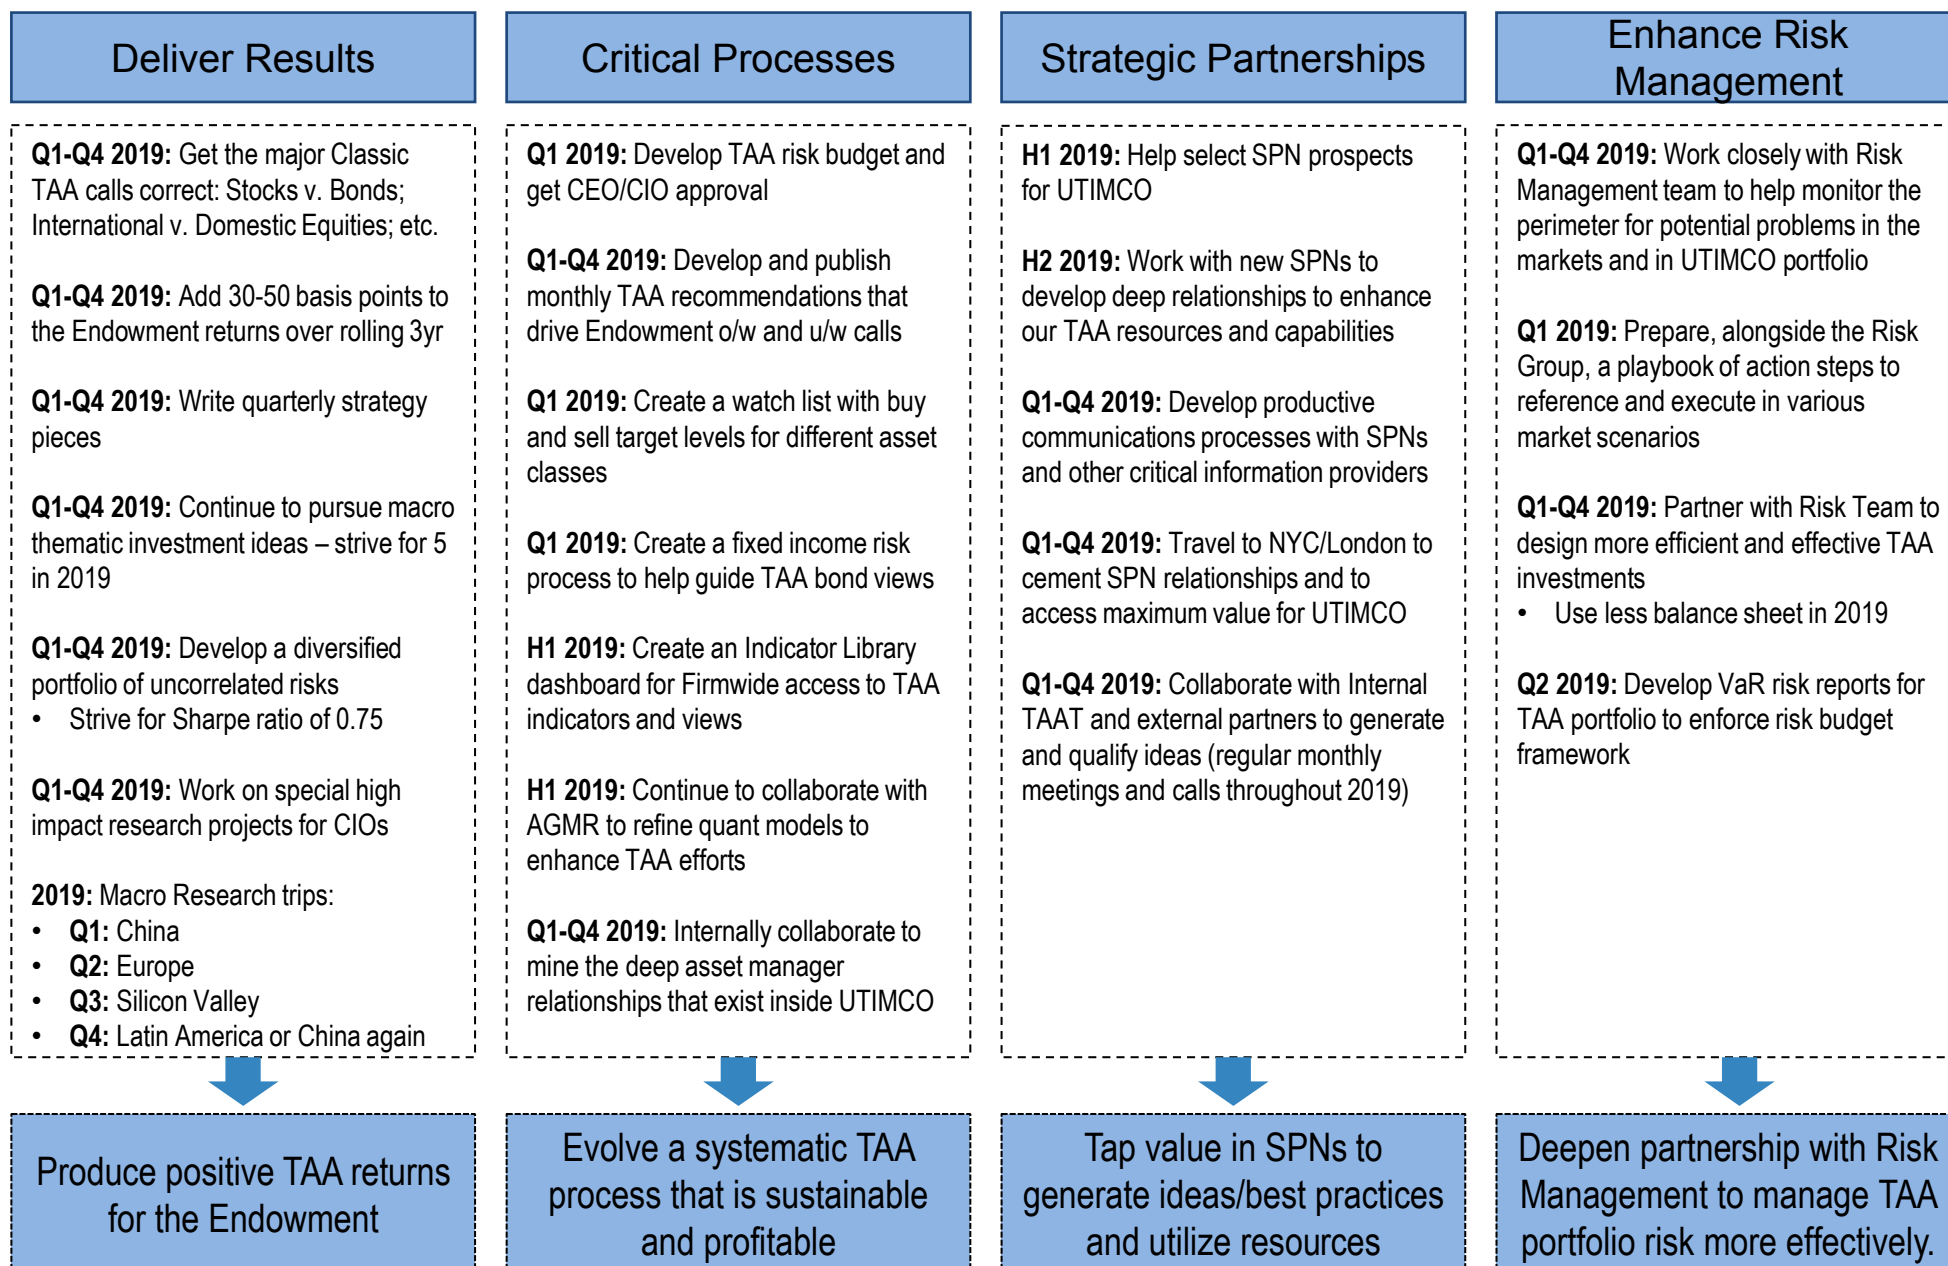 Deliver Results
Q1-Q4 2019: Get the major Classic
TAA calls correct: Stocks v. Bonds;
International v. Domestic Equities; etc.
Q1-Q4 2019: Add 30-50 basis points to
the Endowment returns over rolling 3yr
Q1-Q4 2019: Write quarterly strategy
pieces
Q1-Q4 2019: Continue to pursue macro
thematic investment ideas – strive for 5
in 2019
Q1-Q4 2019: Develop a diversified
portfolio of uncorrelated risks
• Strive for Sharpe ratio of 0.75
Q1-Q4 2019: Work on special high
impact research projects for CIOs
2019: Macro Research trips:
• Q1: China
• Q2: Europe
• Q3: Silicon Valley
• Q4: Latin America or China again
Produce positive TAA returns
for the Endowment
Critical Processes
Q1 2019: Develop TAA risk budget and
get CEO/CIO approval
Q1-Q4 2019: Develop and publish
monthly TAA recommendations that
drive Endowment o/w and u/w calls
Q1 2019: Create a watch list with buy
and sell target levels for different asset
classes
Q1 2019: Create a fixed income risk
process to help guide TAA bond views
H1 2019: Create an Indicator Library
dashboard for Firmwide access to TAA
indicators and views
H1 2019: Continue to collaborate with
AGMR to refine quant models to
enhance TAA efforts
Q1-Q4 2019: Internally collaborate to
mine the deep asset manager
relationships that exist inside UTIMCO
Evolve a systematic TAA
process that is sustainable
and profitable
Strategic Partnerships
H1 2019: Help select SPN prospects
for UTIMCO
H2 2019: Work with new SPNs to
develop deep relationships to enhance
our TAA resources and capabilities
Q1-Q4 2019: Develop productive
communications processes with SPNs
and other critical information providers
Q1-Q4 2019: Travel to NYC/London to
cement SPN relationships and to
access maximum value for UTIMCO
Q1-Q4 2019: Collaborate with Internal
TAAT and external partners to generate
and qualify ideas (regular monthly
meetings and calls throughout 2019)
Tap value in SPNs to
generate ideas/best practices
and utilize resources
Enhance Risk
Management
Q1-Q4 2019: Work closely with Risk
Management team to help monitor the
perimeter for potential problems in the
markets and in UTIMCO portfolio
Q1 2019: Prepare, alongside the Risk
Group, a playbook of action steps to
reference and execute in various
market scenarios
Q1-Q4 2019: Partner with Risk Team to
design more efficient and effective TAA
investments
• Use less balance sheet in 2019
Q2 2019: Develop VaR risk reports for
TAA portfolio to enforce risk budget
framework
Deepen partnership with Risk
Management to manage TAA
portfolio risk more effectively.